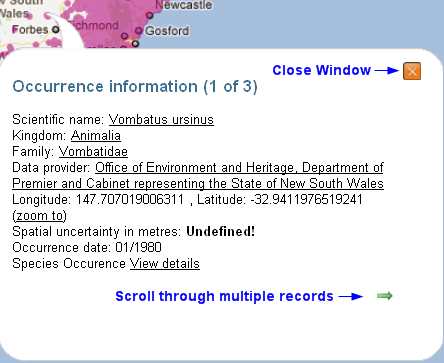 Newcastle
v South
Wales
Forbes
ichmond
Gosford
Close Window
Occurrence information (1 of 3)
Scientific name: Vombatus ursinus
Kingdom: Animalia
Family: Vombatidae
Data provider: Office of Environment and Heritage, Department of
Premier and Cabinet representing the State of New South Wales
Longitude: 147.707019006311 , Latitude: -32.9411976519241
(zoom to)
Spatial uncertainty in metres: Undefined!
Occurrence date: 01/1980
Species Occurence View details
Scroll through multiple records